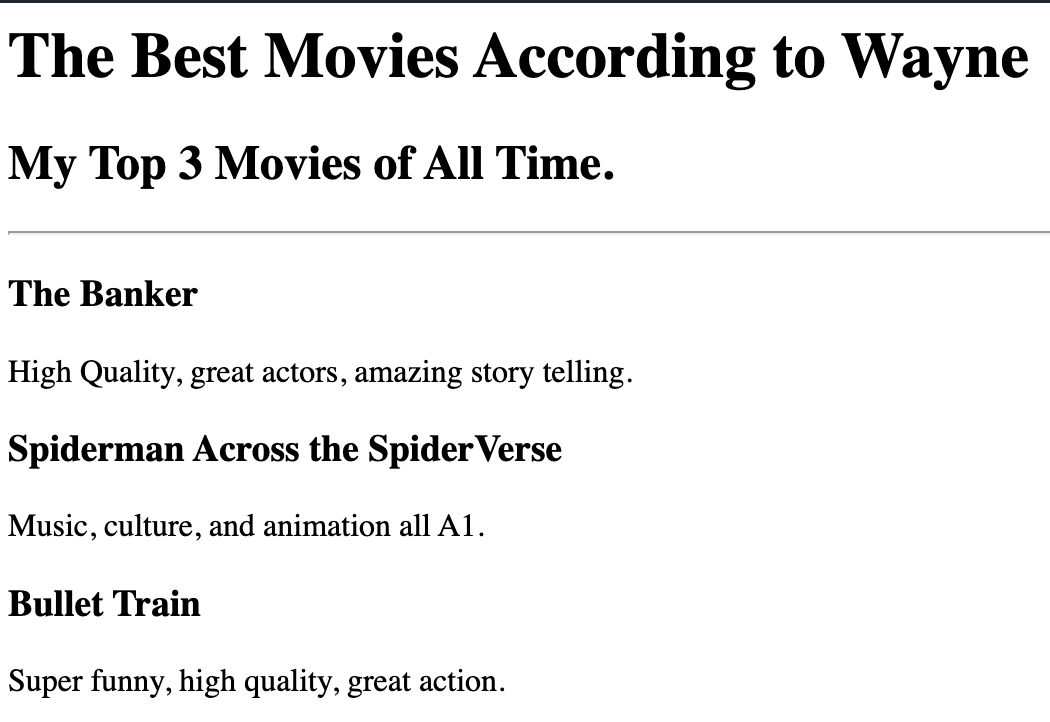 The Best Movies According to Wayne
My Top 3 Movies of All Time.
The Banker
High Quality, great actors, amazing story telling.
Spiderman Across the SpiderVerse
Music, culture, and animation all A1.
Bullet Train
Super funny, high quality, great action.